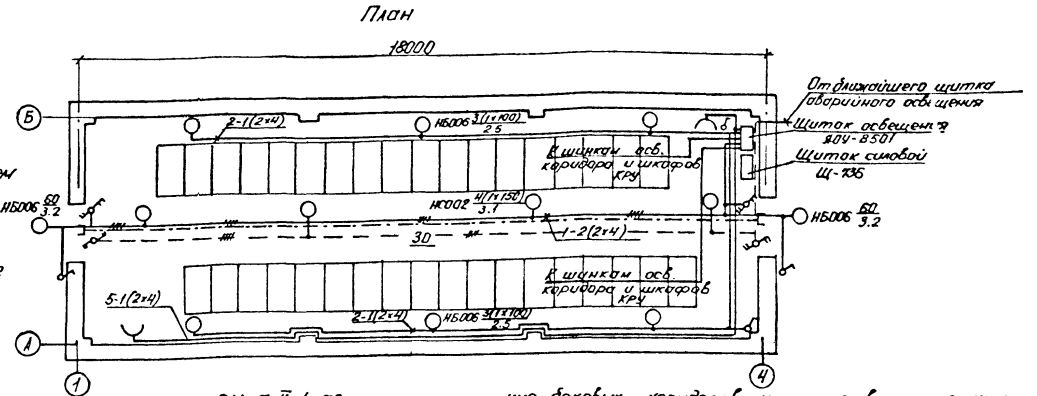 План
18000
От ближайшего щитка
аварийного освещения
Щиток освещения
ЯОУ-8501
Щиток силовой
Б
2-1(2×4)
НБ006 3(1×100)
2.5
К шинкам осв.
коридора и шкафов
КРУ
НБ006 60
3.2
НС002 4(1×150)
3.1
НБ006 60
3.2
1-2(2×4)
30
К шинкам осв.
коридора и шкафов
КРУ
5-1(2×4)
2-1(2×4)
НБ006 3(1×100)
2.5
А
1
4
боковых